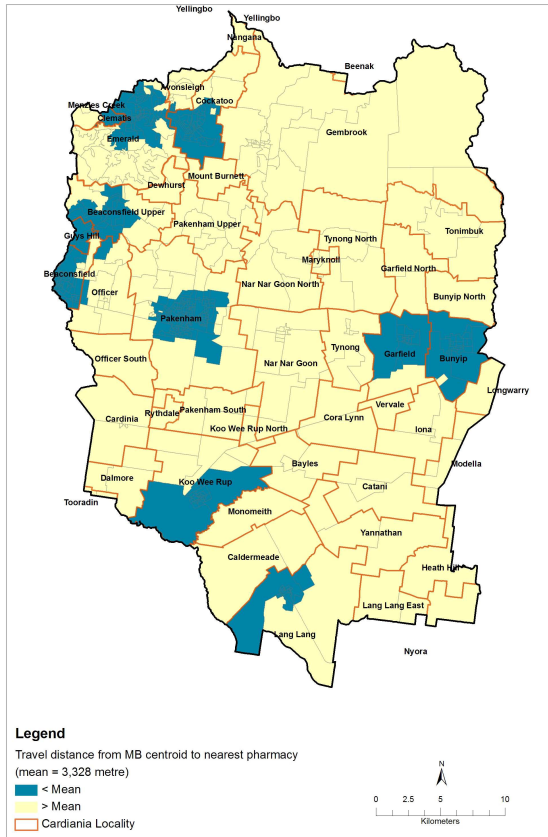 Yellingbo
Yellingbo
Nangana
Beenak
Avonsleigh
Menzies Creek
Cockatoo
Clematis
Gembrook
Emerald
Mount Burnett
Dewhurst
Beaconsfield Upper
Pakenham Upper
Tonimbuk
Guys Hill
Tynong North
Maryknoll
Garfield North
Beaconsfield
Nar Nar Goon North
Officer
Bunyip North
Pakenham
Tynong
Garfield
Bunyip
Officer South
Nar Nar Goon
Longwarry
Vervale
Rythdale
Pakenham South
Cardinia
Cora Lynn
Koo Wee Rup North
Iona
Bayles
Modella
Dalmore
Koo Wee Rup
Catani
Tooradin
Monomeith
Yannathan
Caldermeade
Heath Hill
Lang Lang East
Lang Lang
Nyora
Legend
Travel distance from MB centroid to nearest pharmacy
(mean = 3,328 metre)
< Mean
> Mean
Cardiania Locality
N
0 2.5 5 10
Kilometers